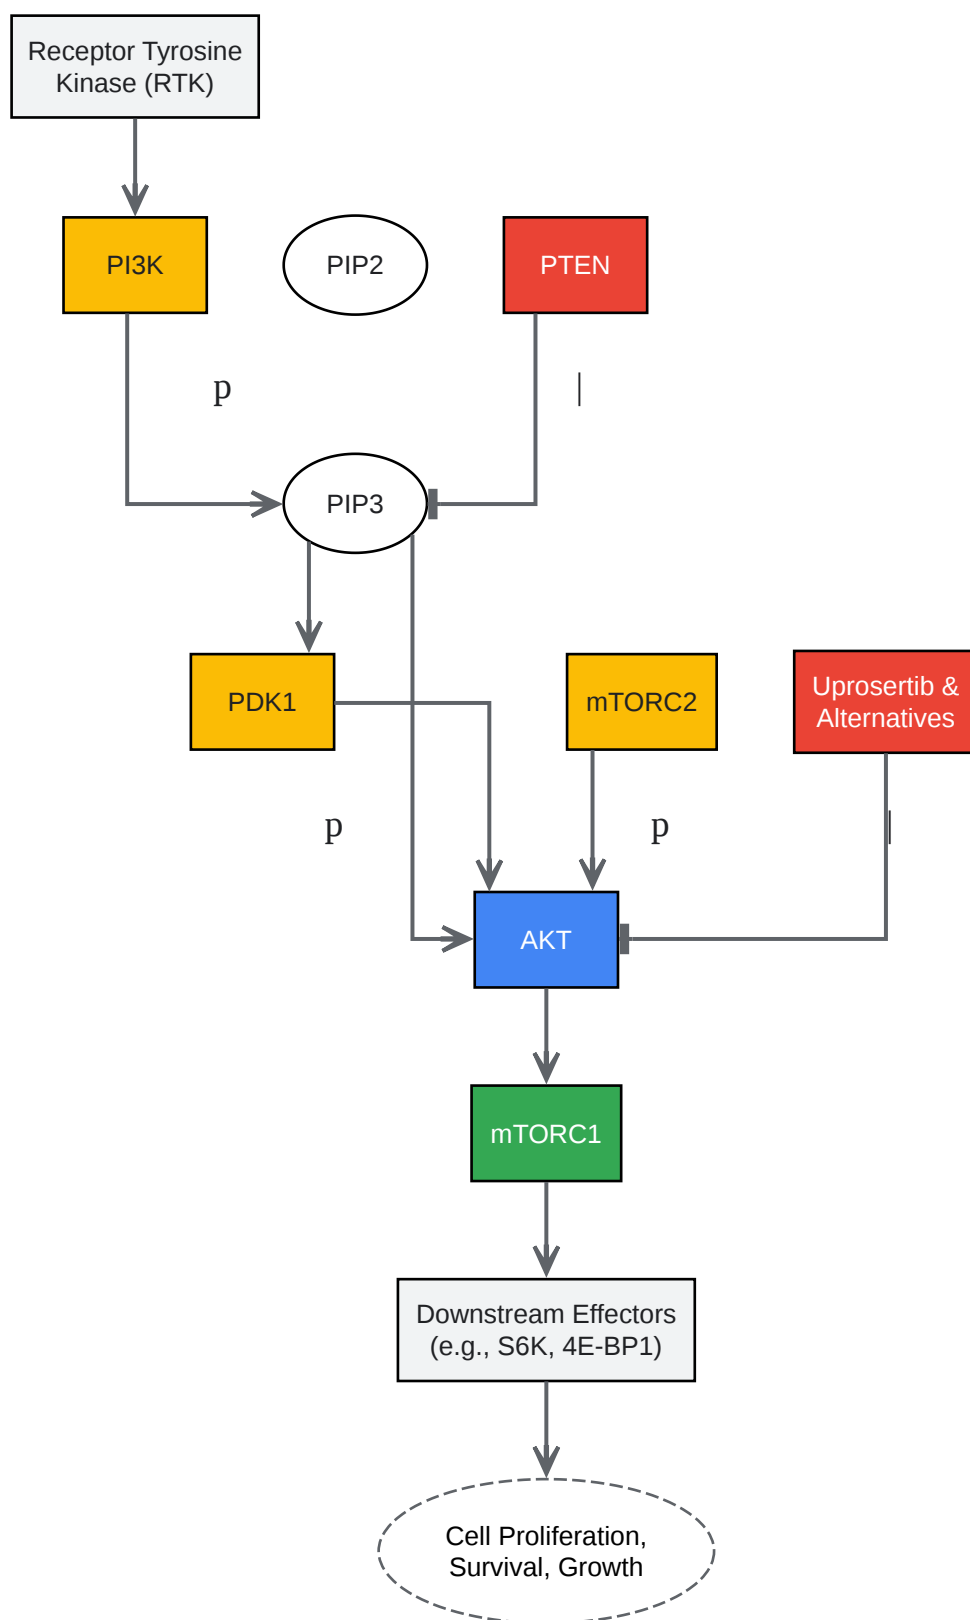 Receptor Tyrosine
Kinase (RTK)
PI3K
PIP2
PTEN
p
|
PIP3
PDK1
mTORC2
Uprosertib &
Alternatives
p
p
|
AKT
mTORC1
Downstream Effectors
(e.g., S6K, 4E-BP1)
Cell Proliferation,
Survival, Growth